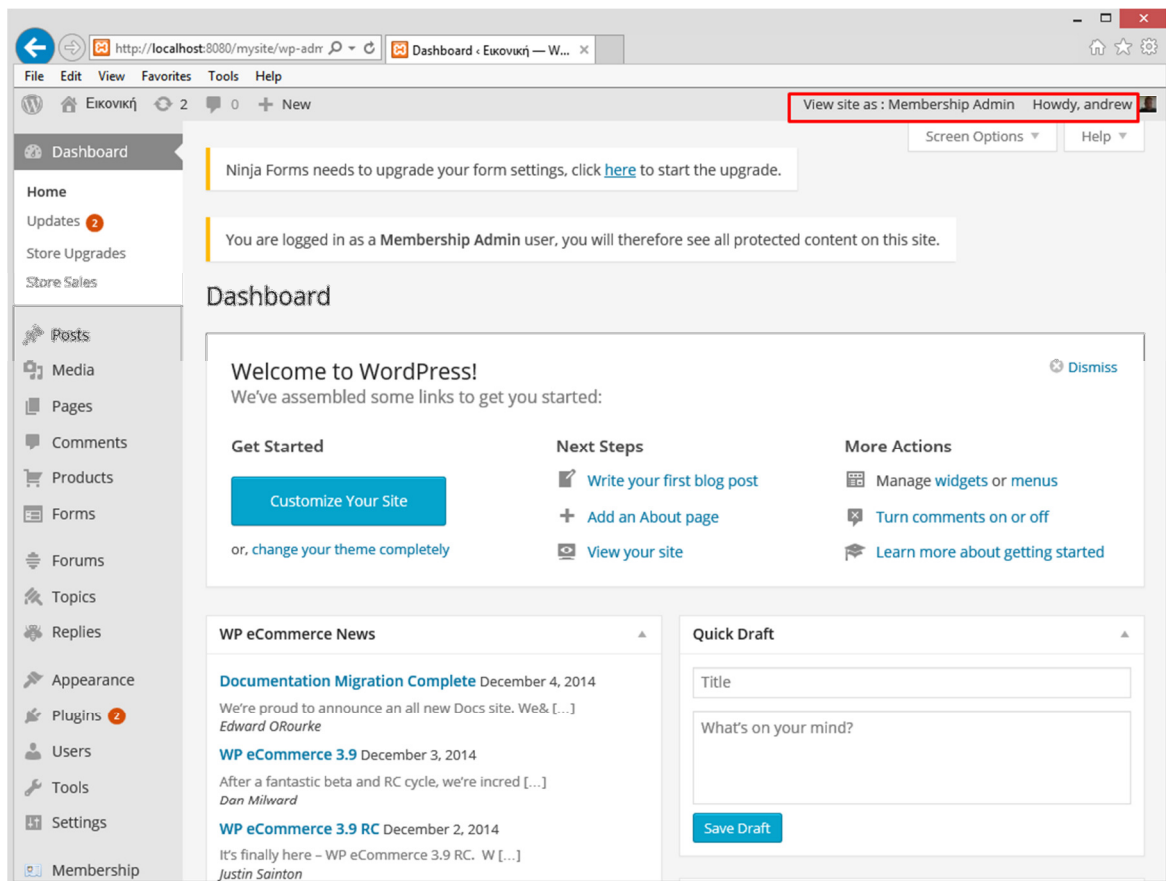 http://localhost:8080/mysite/wp-adm
Dashboard ‹ Εικονική — W...
File Edit View Favorites Tools Help
Εικονική 2 0 + New
View site as : Membership Admin Howdy, andrew
Screen Options Help
Dashboard
Home
Updates 2
Store Upgrades
Store Sales
Posts
Media
Pages
Comments
Products
Forms
Forums
Topics
Replies
Appearance
Plugins 2
Users
Tools
Settings
Membership
Ninja Forms needs to upgrade your form settings, click here to start the upgrade.
You are logged in as a Membership Admin user, you will therefore see all protected content on this site.
Dashboard
Welcome to WordPress!
Dismiss
We've assembled some links to get you started:
Get Started
Customize Your Site
or, change your theme completely
Next Steps
Write your first blog post
Add an About page
View your site
More Actions
Manage widgets or menus
Turn comments on or off
Learn more about getting started
WP eCommerce News
Documentation Migration Complete December 4, 2014
We're proud to announce an all new Docs site. We& [...]
Edward ORourke
WP eCommerce 3.9 December 3, 2014
After a fantastic beta and RC cycle, we're incred [...]
Dan Milward
WP eCommerce 3.9 RC December 2, 2014
It's finally here – WP eCommerce 3.9 RC. W [...]
Justin Sainton
Quick Draft
Title
What's on your mind?
Save Draft